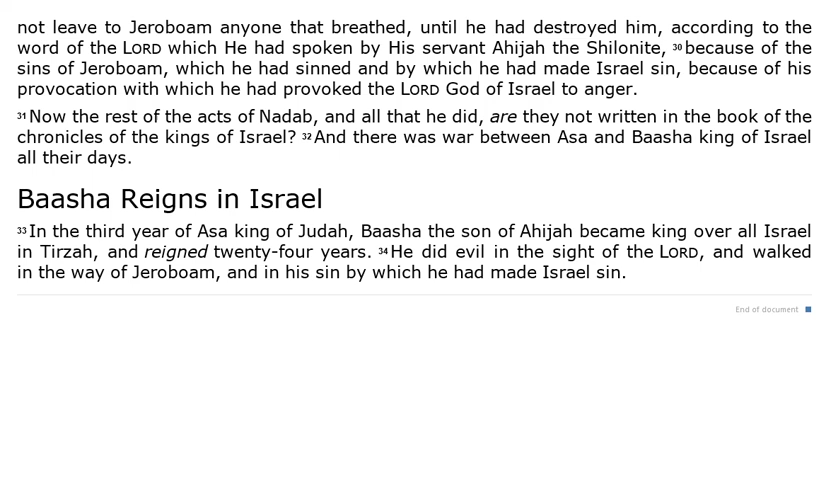 not leave to Jeroboam anyone that breathed, until he had destroyed him, according to the
word of the LORD which He had spoken by His servant Ahijah the Shilonite, 30 because of the
sins of Jeroboam, which he had sinned and by which he had made Israel sin, because of his
provocation with which he had provoked the LORD God of Israel to anger.
31 Now the rest of the acts of Nadab, and all that he did, are they not written in the book of the
chronicles of the kings of Israel? 32 And there was war between Asa and Baasha king of Israel
all their days.
Baasha Reigns in Israel
33 In the third year of Asa king of Judah, Baasha the son of Ahijah became king over all Israel
in Tirzah, and reigned twenty-four years. 34 He did evil in the sight of the LORD, and walked
in the way of Jeroboam, and in his sin by which he had made Israel sin.
End of document